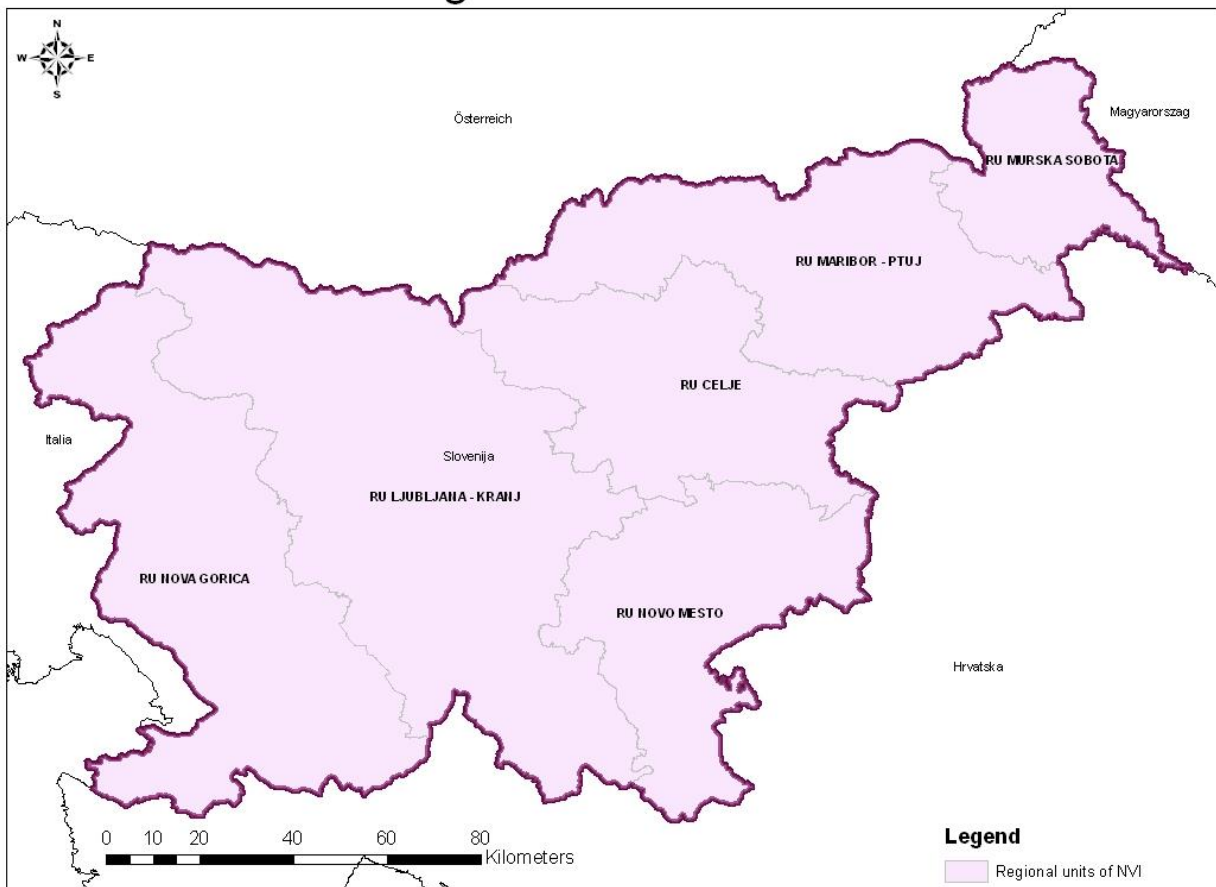 N
W E
S
Österreich
Magyarorszag
RU MURSKA SOBOTA
RU MARIBOR - PTUJ
RU CELJE
Italia
Slovenija
RU LJUBLJANA - KRANJ
RU NOVA GORICA
RU NOVO MESTO
Hrvatska
0 10 20 40 60 80
Kilometers
Legend
Regional units of NVI